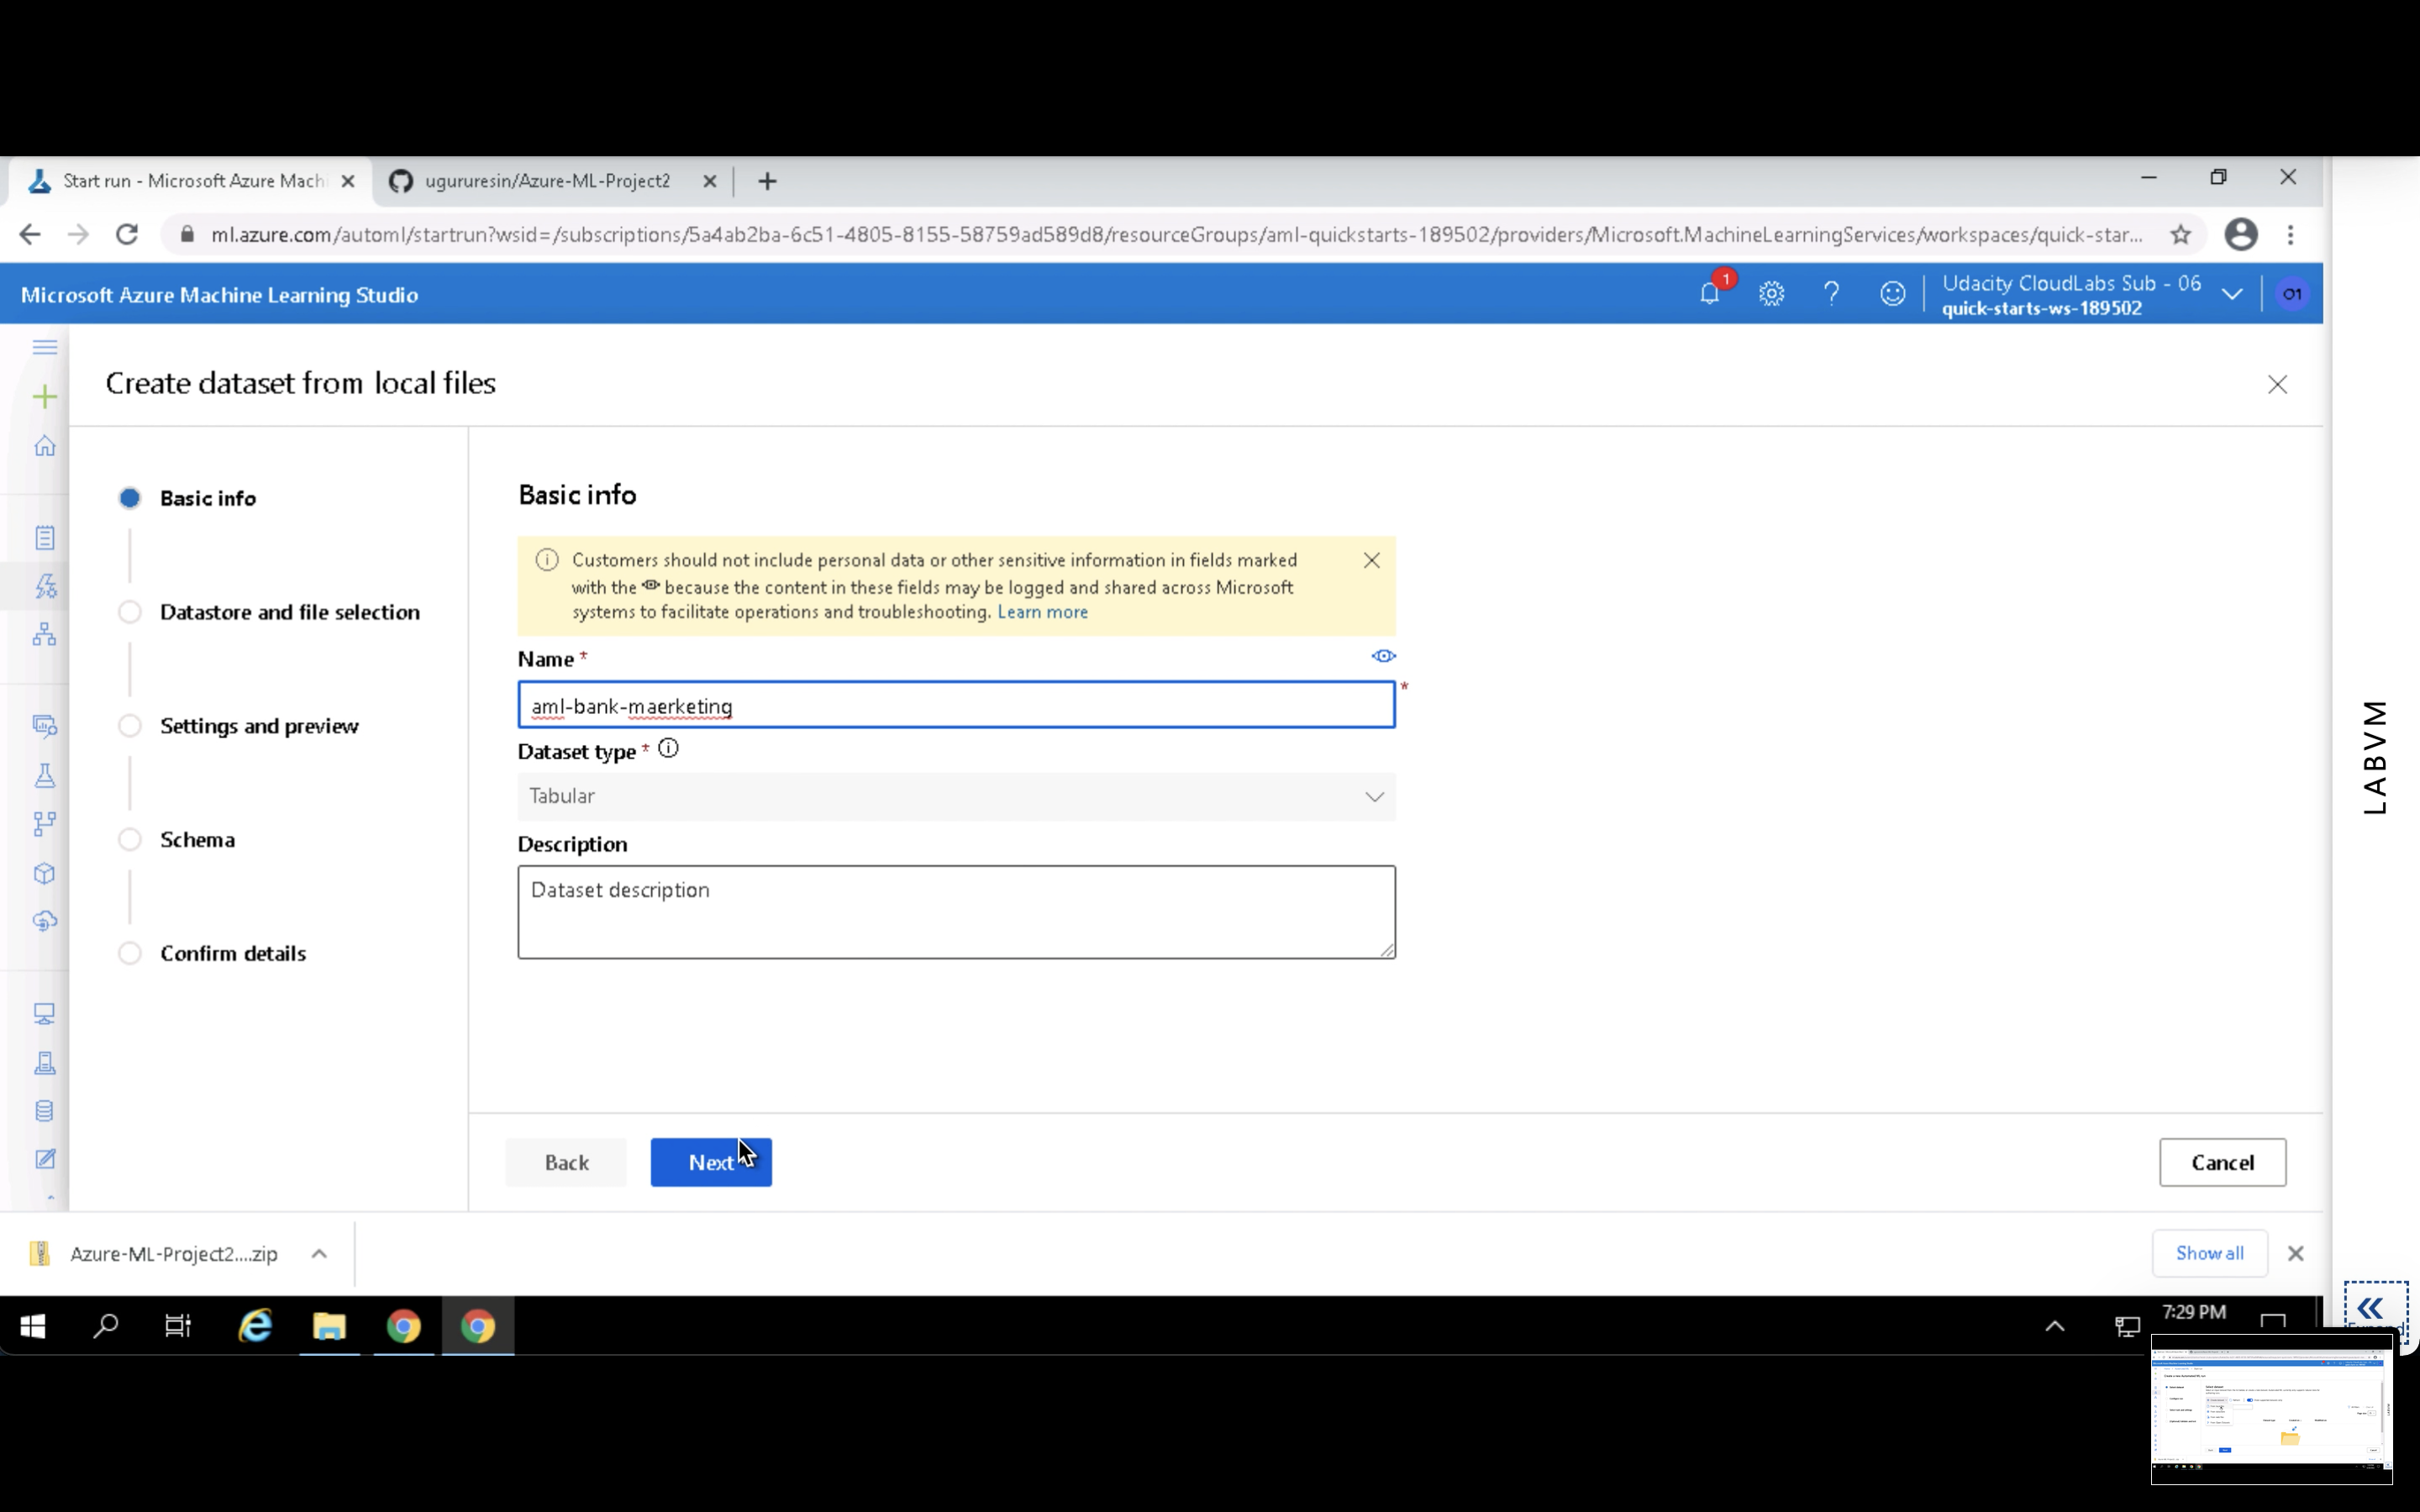 Start run - Microsoft Azure Machi
ugururesin/Azure-ML-Project2
ml.azure.com/automl/startrun?wsid=/subscriptions/5a4ab2ba-6c51-4805-8155-58759ad589d8/resourceGroups/aml-quickstarts-189502/providers/Microsoft.MachineLearningServices/workspaces/quick-star...
Microsoft Azure Machine Learning Studio
1
Udacity CloudLabs Sub - 06
quick-starts-ws-189502
O1
Create dataset from local files
Basic info
Datastore and file selection
Settings and preview
Schema
Confirm details
Basic info
Customers should not include personal data or other sensitive information in fields marked
with the because the content in these fields may be logged and shared across Microsoft
systems to facilitate operations and troubleshooting. Learn more
Name *
aml-bank-maerketing
*
Dataset type *
Tabular
Description
Dataset description
Back
Next
Cancel
LABVM
Azure-ML-Project2....zip
Show all
7:29 PM